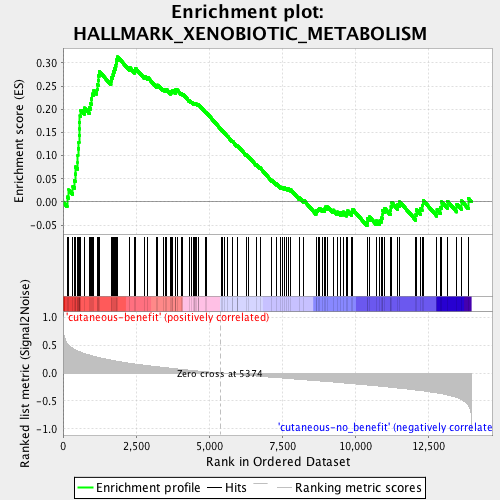 Enrichment plot:
HALLMARK_XENOBIOTIC_METABOLISM
Enrichment score (ES)
0.30
0.25
0.20
0.15
0.10
0.05
0.00
-0.05
Ranked list metric (Signal2Noise)
1.0
0.5
0.0
-0.5
-1.0
'cutaneous-benefit' (positively correlated)
Zero cross at 5374
'cutaneous-no_benefit' (negatively correlate
0
2,500
5,000
7,500
10,000
12,500
Rank in Ordered Dataset
Enrichment profile
Hits
Ranking metric scores